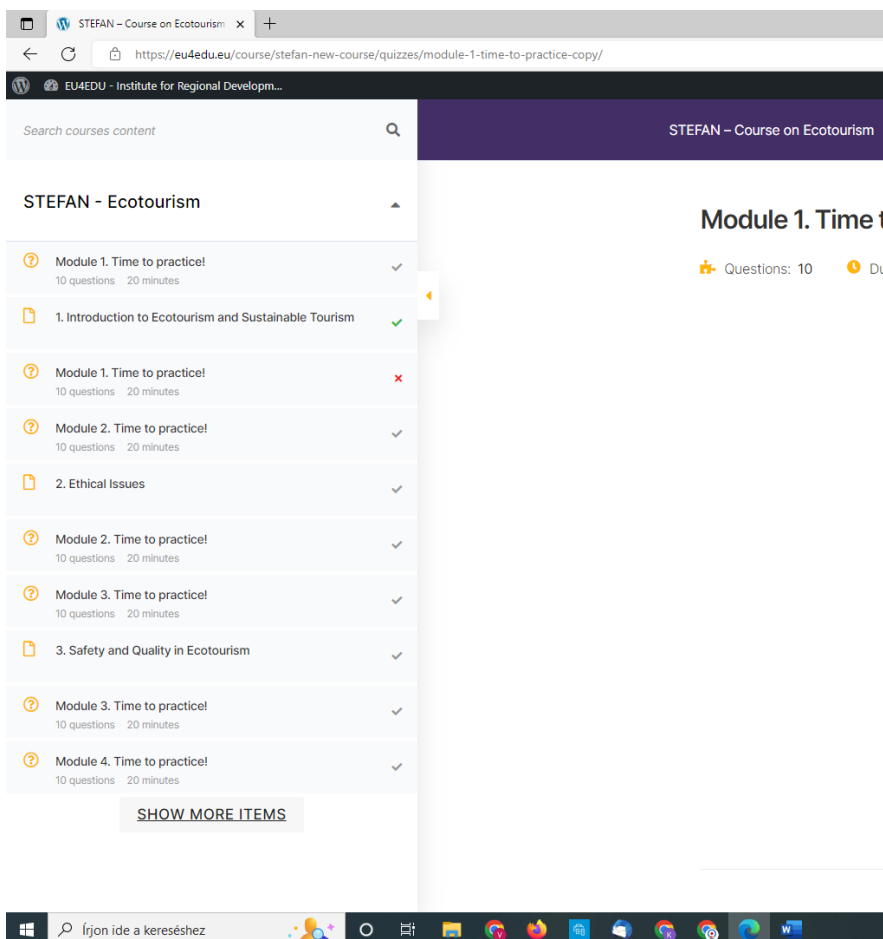 STEFAN – Course on Ecotourism
https://eu4edu.eu/course/stefan-new-course/quizzes/module-1-time-to-practice-copy/
EU4EDU - Institute for Regional Developm...
Search courses content
STEFAN – Course on Ecotourism
STEFAN - Ecotourism
Module 1. Time to practice!
10 questions 20 minutes
1. Introduction to Ecotourism and Sustainable Tourism
Module 1. Time to practice!
10 questions 20 minutes
Module 2. Time to practice!
10 questions 20 minutes
2. Ethical Issues
Module 2. Time to practice!
10 questions 20 minutes
Module 3. Time to practice!
10 questions 20 minutes
3. Safety and Quality in Ecotourism
Module 3. Time to practice!
10 questions 20 minutes
Module 4. Time to practice!
10 questions 20 minutes
SHOW MORE ITEMS
Module 1. Time t
Questions: 10 Du
Írjon ide a kereséshez